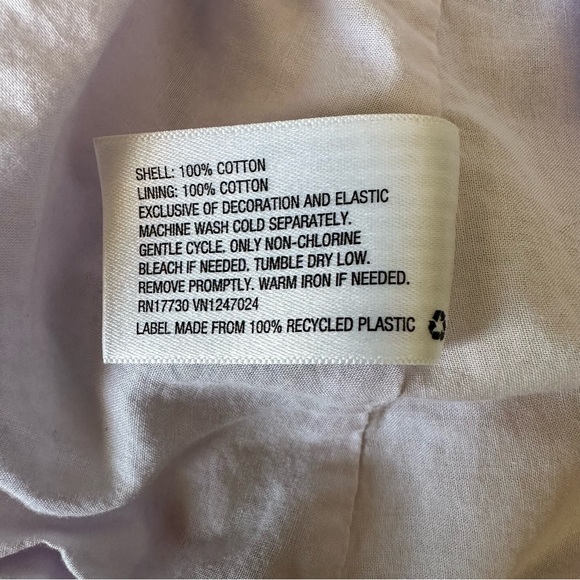 SHELL: 100% COTTON
LINING: 100% COTTON
EXCLUSIVE OF DECORATION AND ELASTIC
MACHINE WASH COLD SEPARATELY.
GENTLE CYCLE. ONLY NON-CHLORINE
BLEACH IF NEEDED. TUMBLE DRY LOW.
REMOVE PROMPTLY. WARM IRON IF NEEDED.
RN17730 VN1247024
LABEL MADE FROM 100% RECYCLED PLASTIC